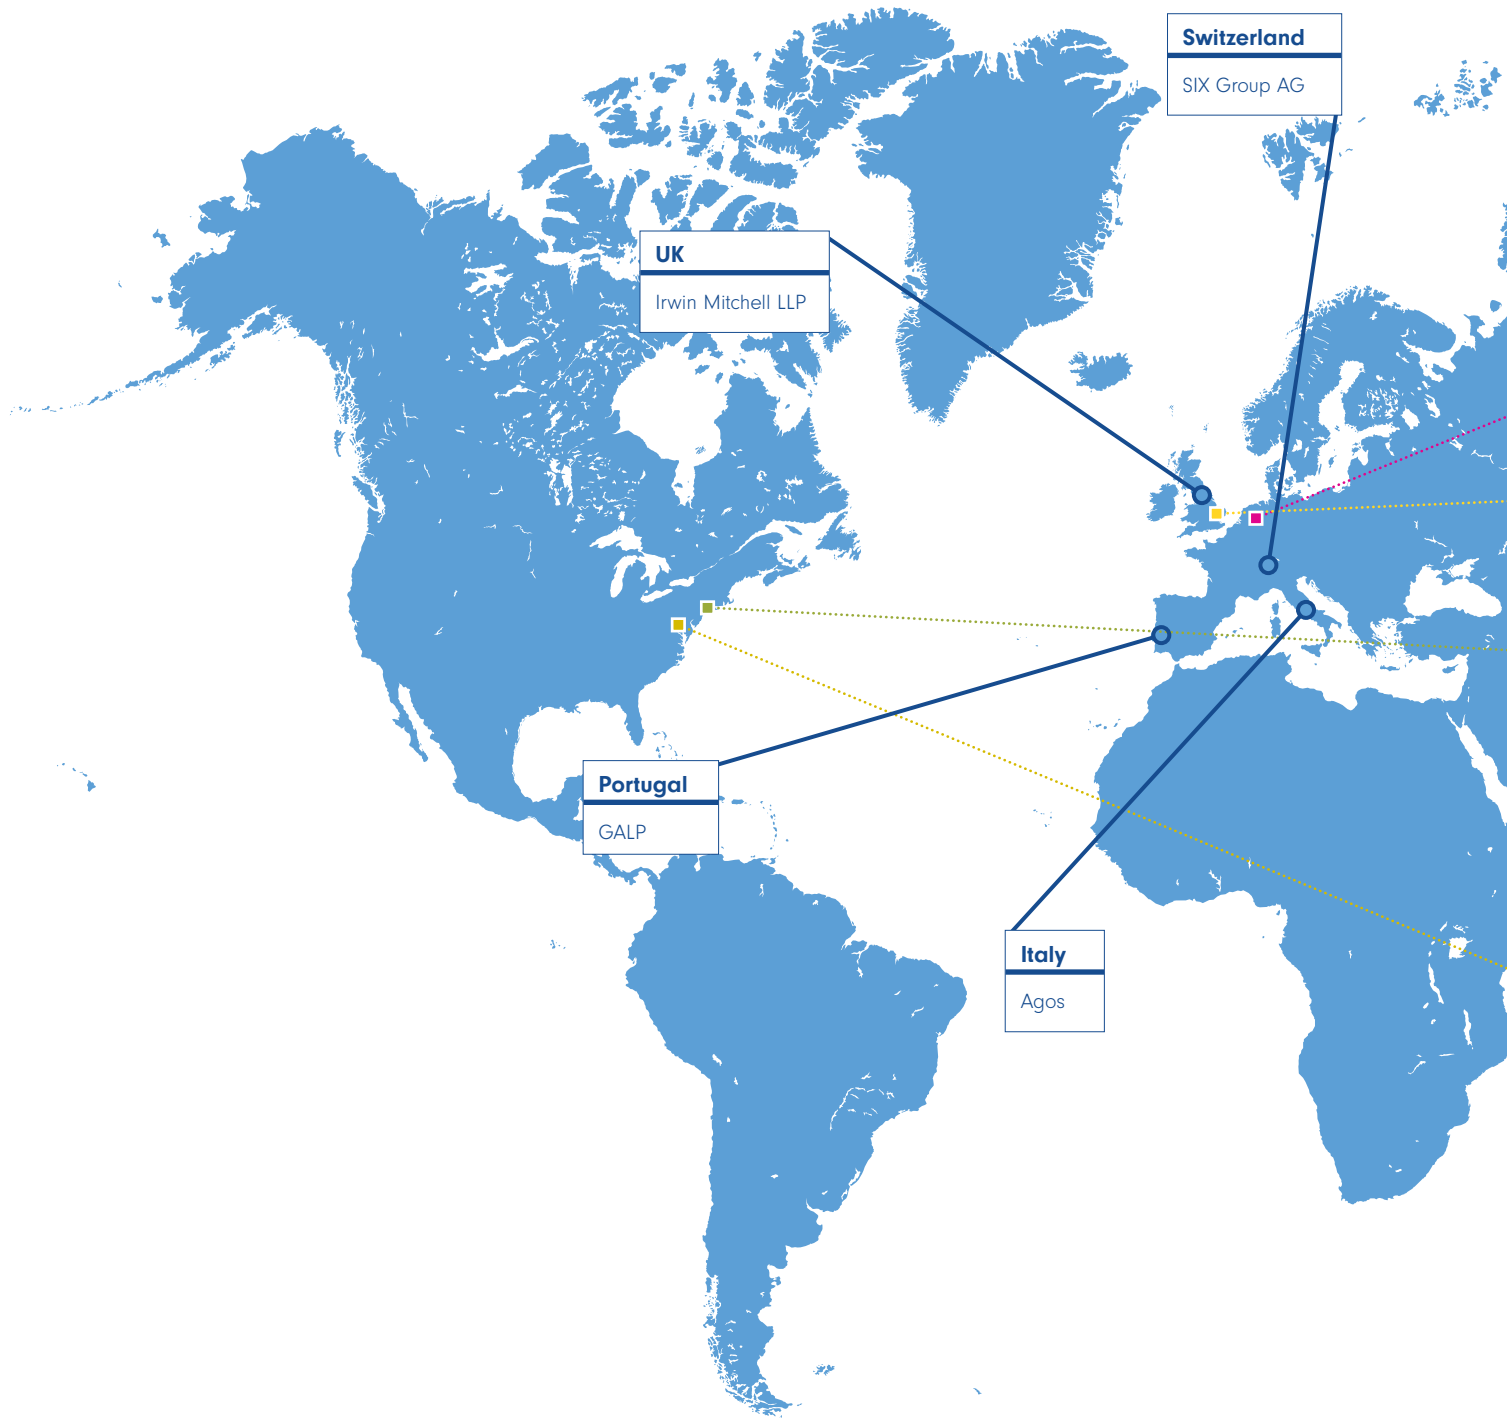 Switzerland
SIX Group AG
UK
Irwin Mitchell LLP
Portugal
GALP
Italy
Agos